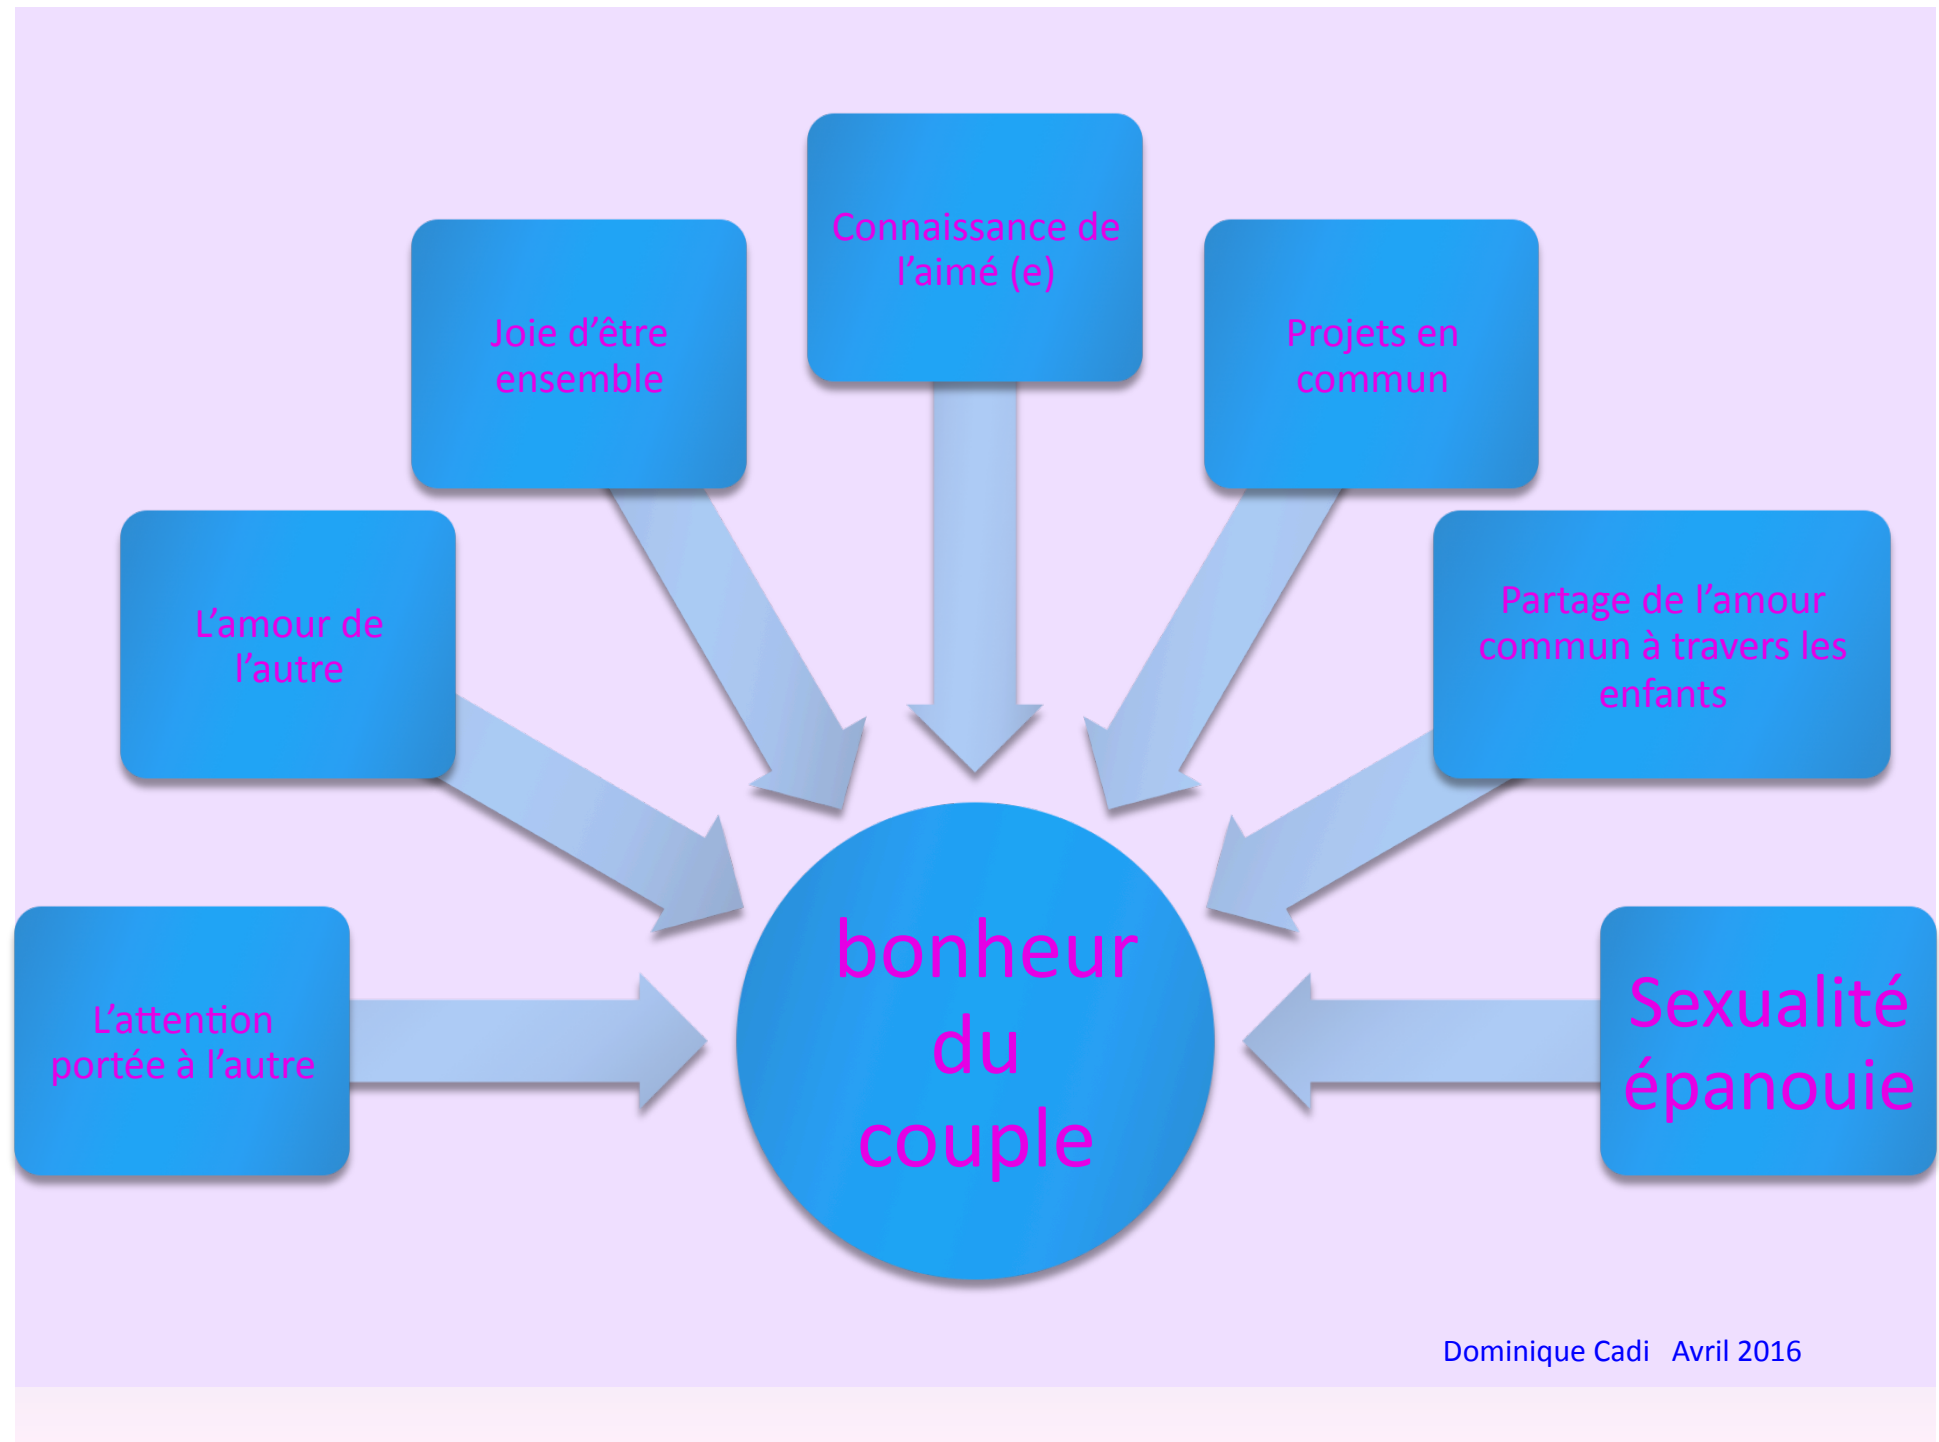 Connaissance de
l’aimé (e)
Joie d’être
ensemble
Projets en
commun
L’amour de
l’autre
Partage de l’amour
commun à travers les
enfants
L’attention
portée à l’autre
bonheur
du
couple
Sexualité
épanouie
Dominique Cadi   Avril 2016